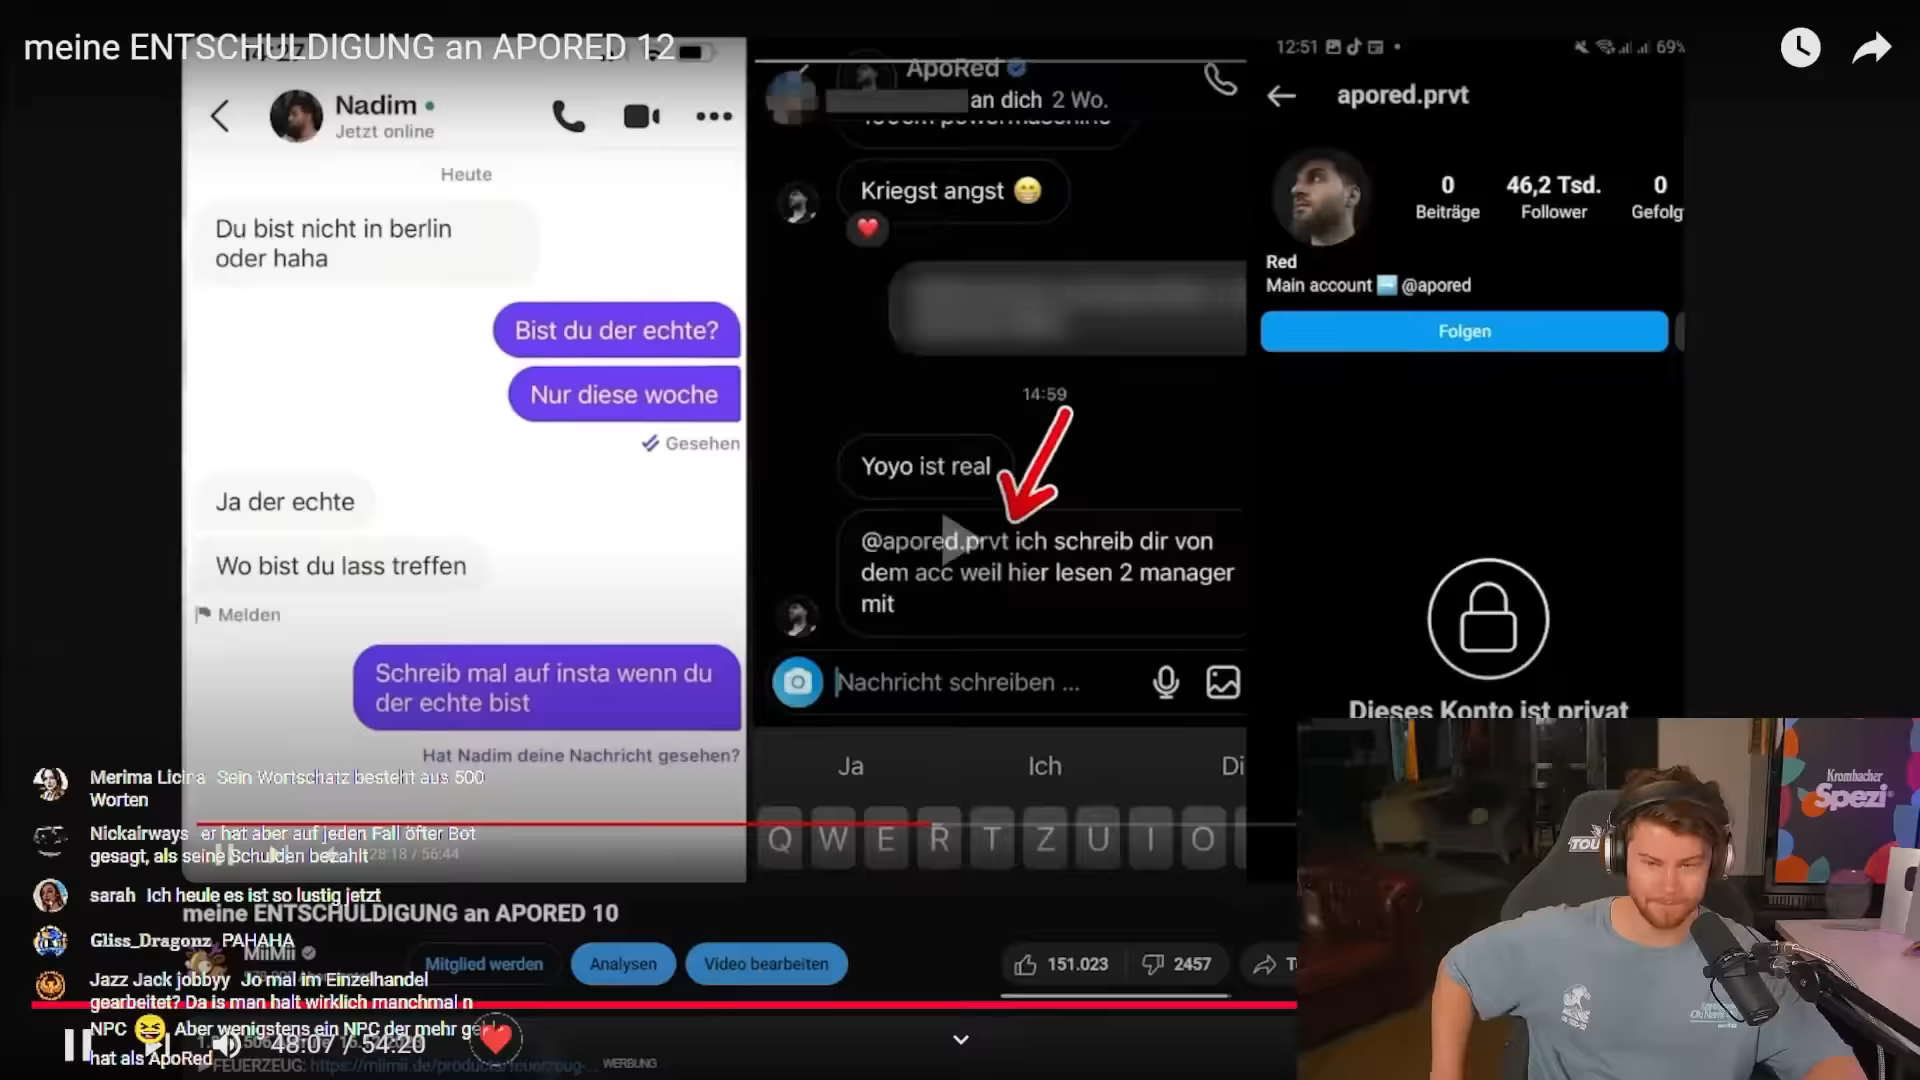 meine ENTSCHULDIGUNG an APORED 12
Nadim
Jetzt online
Heute
Du bist nicht in berlin
oder haha
Bist du der echte?
Nur diese woche
Gesehen
Ja der echte
Wo bist du lass treffen
Melden
Schreib mal auf insta wenn du
der echte bist
Hat Nadim deine Nachricht gesehen?
ApoRed
an dich 2 Wo.
Kriegst angst 😁
14:59
Yoyo ist real
@apored.prvt ich schreib dir von
dem acc weil hier lesen 2 manager
mit
Nachricht schreiben ...
Ja Ich Di
Q W E R T Z U I O
12:51 69%
apored.prvt
0 46,2 Tsd. 0
Beiträge Follower Gefolg
Red
Main account ➡️ @apored
Folgen
Dieses Konto ist privat
Krombacher
Spezi
TOU
Merima Licina Sein Wortschatz besteht aus 500
Worten
Nickairways er hat aber auf jeden Fall öfter Bot
gesagt, als seine Schulden bezahlt
28:18 / 56:44
sarah Ich heule es ist so lustig jetzt
meine ENTSCHULDIGUNG an APORED 10
Gliss_Dragonz PAHAHA
MiiMii
Mitglied werden Analysen Video bearbeiten 151.023 2457
Jazz Jack jobbyy Jo mal im Einzelhandel
gearbeitet? Da is man halt wirklich manchmal n
NPC 😆 Aber wenigstens ein NPC der mehr
hat als ApoRed
48:07 / 54:20
FEUERZEUG: https://miimii.de/products/feuerzeug-...
WERBUNG